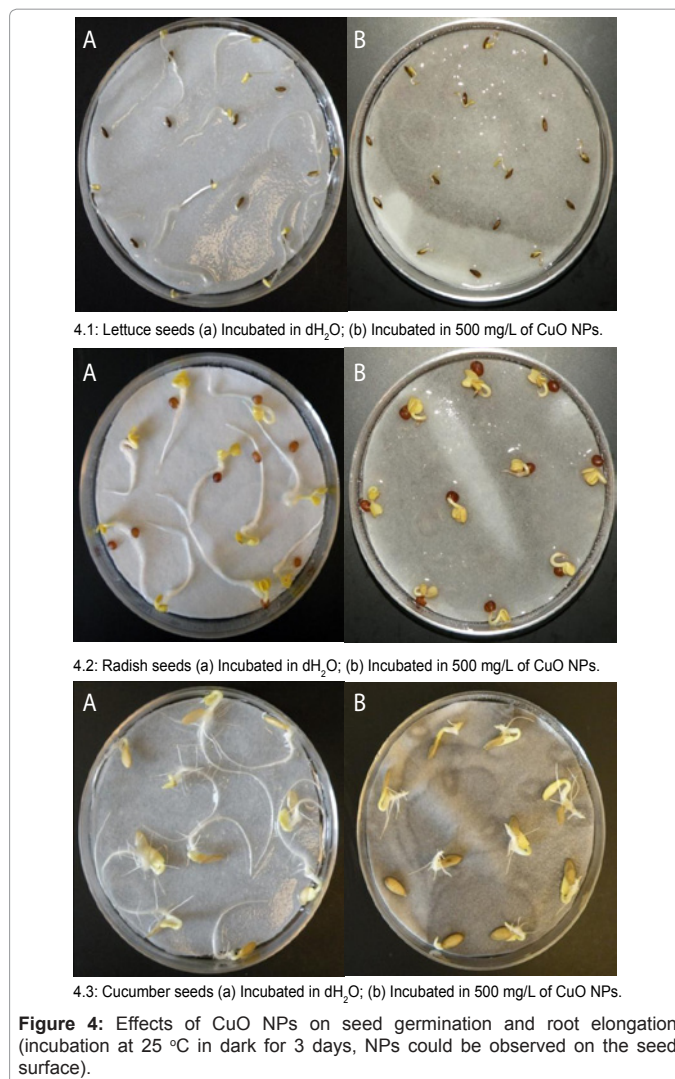 A B
4.1: Lettuce seeds (a) Incubated in dH₂O; (b) Incubated in 500 mg/L of CuO NPs.
A B
4.2: Radish seeds (a) Incubated in dH₂O; (b) Incubated in 500 mg/L of CuO NPs.
A B
4.3: Cucumber seeds (a) Incubated in dH₂O; (b) Incubated in 500 mg/L of CuO NPs.
Figure 4: Effects of CuO NPs on seed germination and root elongation
(incubation at 25 °C in dark for 3 days, NPs could be observed on the seed
surface).